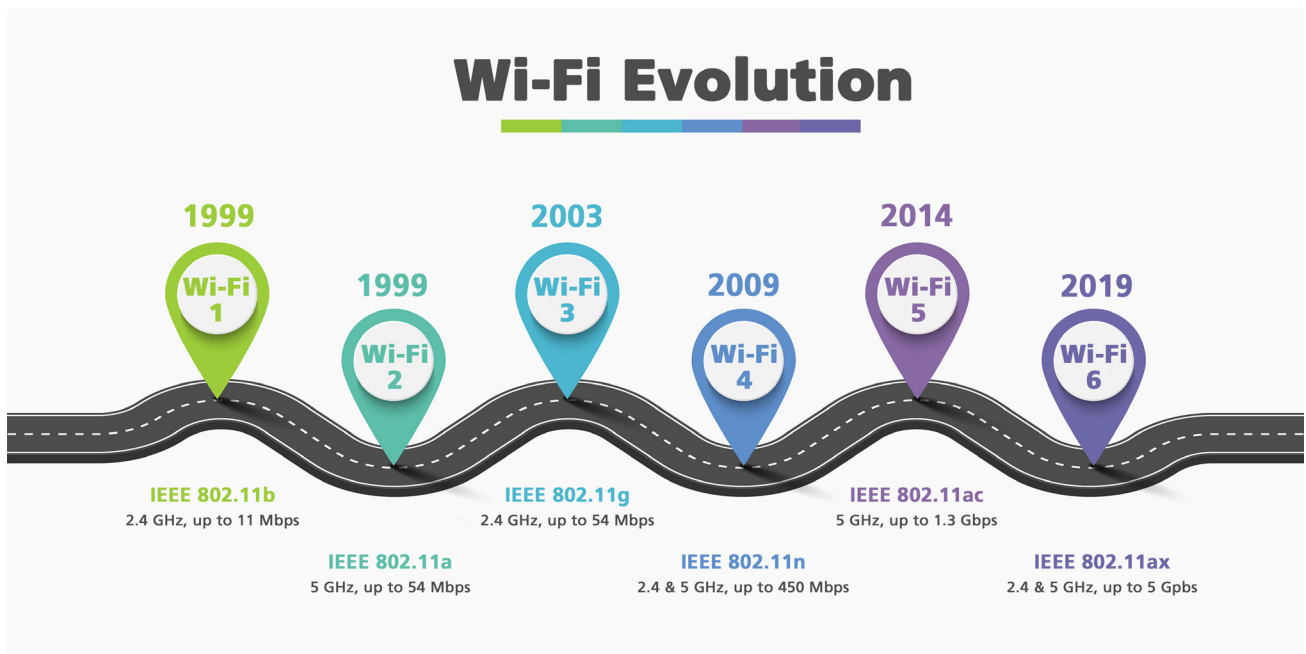 Wi-Fi Evolution
1999
Wi-Fi
1
IEEE 802.11b
2.4 GHz, up to 11 Mbps
1999
Wi-Fi
2
IEEE 802.11a
5 GHz, up to 54 Mbps
2003
Wi-Fi
3
IEEE 802.11g
2.4 GHz, up to 54 Mbps
2009
Wi-Fi
4
IEEE 802.11n
2.4 & 5 GHz, up to 450 Mbps
2014
Wi-Fi
5
IEEE 802.11ac
5 GHz, up to 1.3 Gbps
2019
Wi-Fi
6
IEEE 802.11ax
2.4 & 5 GHz, up to 5 Gpbs